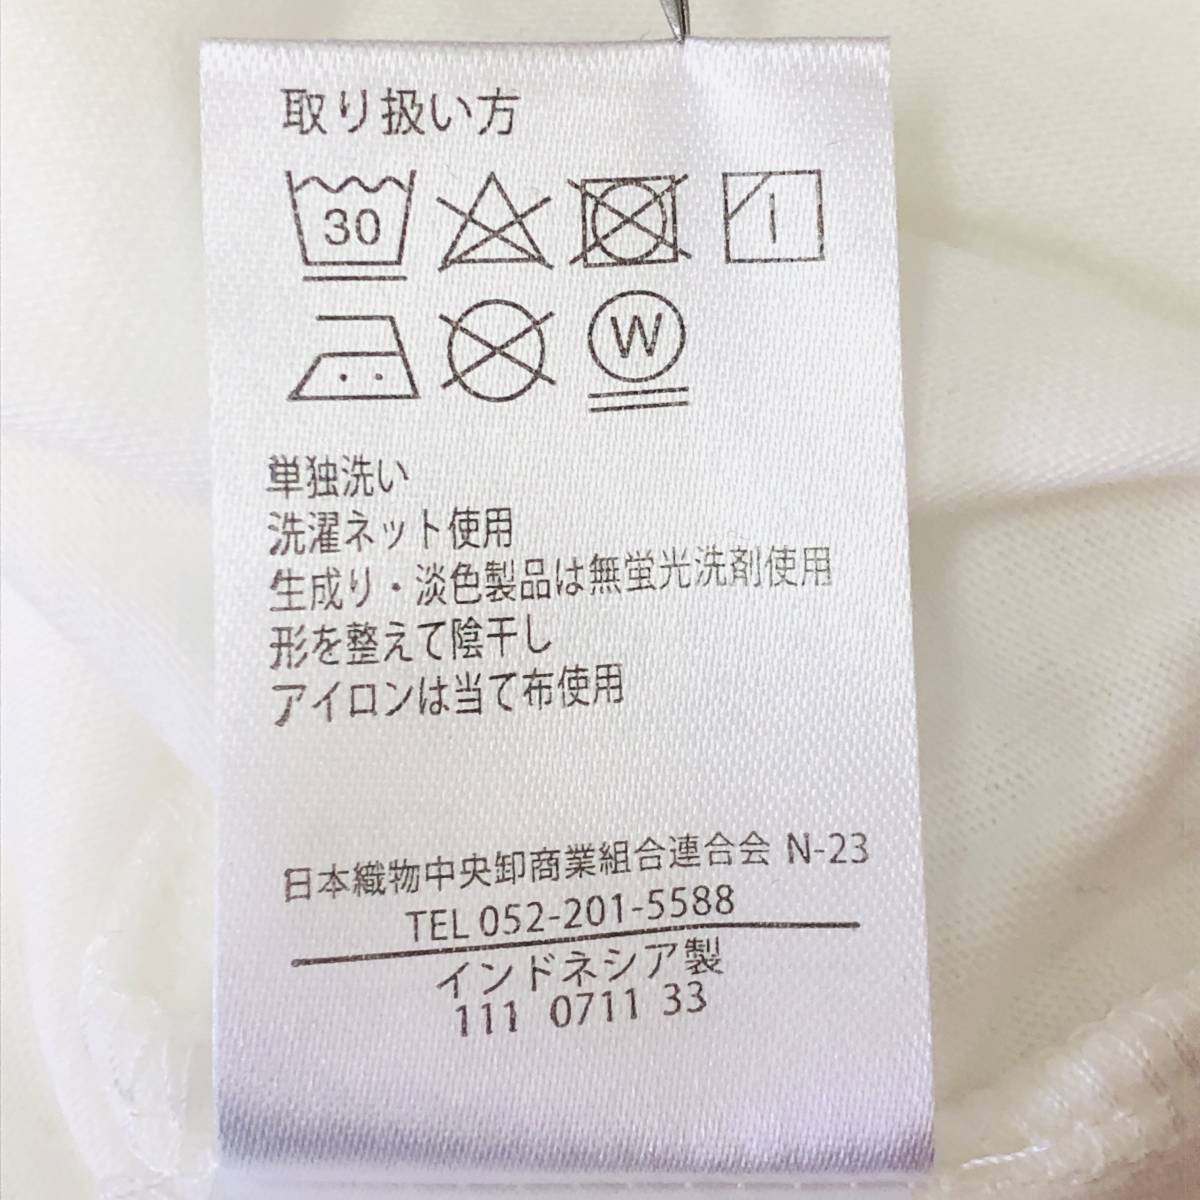 取り扱い方
30
W
単独洗い
洗濯ネット使用
生成り・淡色製品は無蛍光洗剤使用
形を整えて陰干し
アイロンは当て布使用
日本織物中央卸商業組合連合会 N-23
TEL 052-201-5588
インドネシア製
111 0711 33